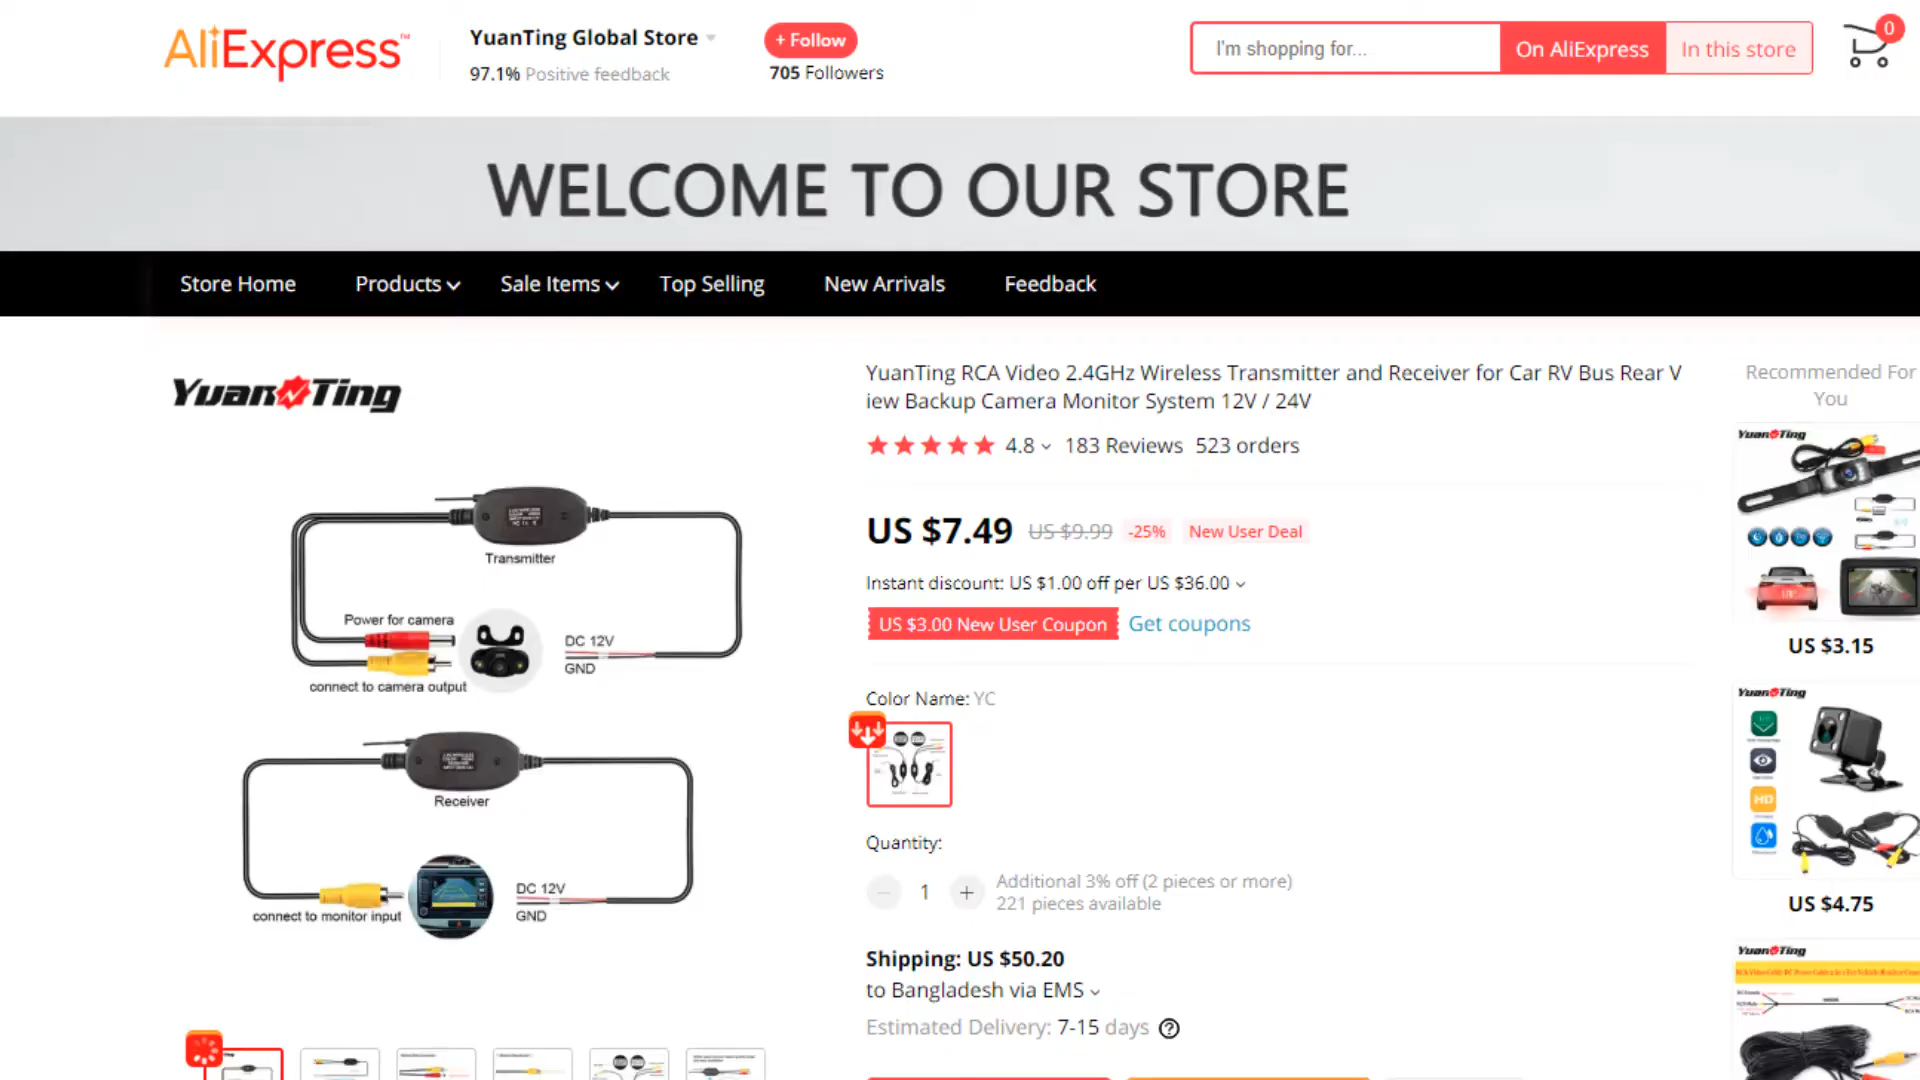 AliExpress™
YuanTing Global Store
97.1% Positive feedback
+ Follow
705 Followers
I'm shopping for...
On AliExpress
In this store
0
WELCOME TO OUR STORE
Store Home
Products
Sale Items
Top Selling
New Arrivals
Feedback
YuanTing
Transmitter
Power for camera
DC 12V
GND
connect to camera output
Receiver
DC 12V
GND
connect to monitor input
YuanTing RCA Video 2.4GHz Wireless Transmitter and Receiver for Car RV Bus Rear V
iew Backup Camera Monitor System 12V / 24V
4.8 183 Reviews 523 orders
US $7.49 US $9.99 -25% New User Deal
Instant discount: US $1.00 off per US $36.00
US $3.00 New User Coupon Get coupons
Color Name: YC
Quantity:
1
Additional 3% off (2 pieces or more)
221 pieces available
Shipping: US $50.20
to Bangladesh via EMS
Estimated Delivery: 7-15 days
Recommended For
You
YuanTing
US $3.15
YuanTing
HD
US $4.75
YuanTing